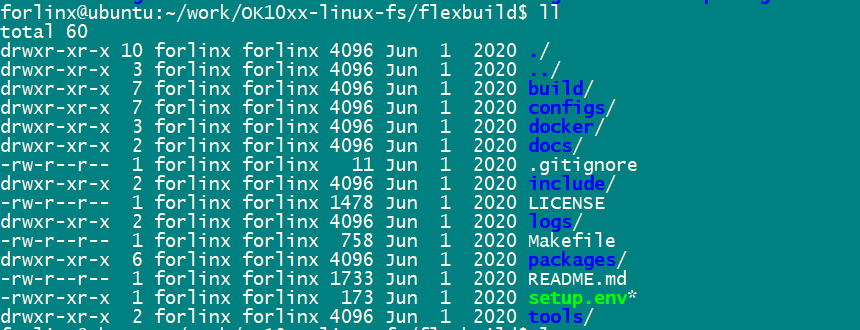 forlinx@ubuntu:~/work/OK10xx-linux-fs/flexbuild$ ll
total 60
drwxr-xr-x 10 forlinx forlinx 4096 Jun  1  2020 ./
drwxr-xr-x  3 forlinx forlinx 4096 Jun  1  2020 ../
drwxr-xr-x  7 forlinx forlinx 4096 Jun  1  2020 build/
drwxr-xr-x  7 forlinx forlinx 4096 Jun  1  2020 configs/
drwxr-xr-x  3 forlinx forlinx 4096 Jun  1  2020 docker/
drwxr-xr-x  2 forlinx forlinx 4096 Jun  1  2020 docs/
-rw-r--r--  1 forlinx forlinx   11 Jun  1  2020 .gitignore
drwxr-xr-x  2 forlinx forlinx 4096 Jun  1  2020 include/
-rw-r--r--  1 forlinx forlinx 1478 Jun  1  2020 LICENSE
drwxr-xr-x  2 forlinx forlinx 4096 Jun  1  2020 logs/
-rw-r--r--  1 forlinx forlinx  758 Jun  1  2020 Makefile
drwxr-xr-x  6 forlinx forlinx 4096 Jun  1  2020 packages/
-rw-r--r--  1 forlinx forlinx 1733 Jun  1  2020 README.md
-rw-r-xr-x  1 forlinx forlinx  173 Jun  1  2020 setup.env*
drwxr-xr-x  2 forlinx forlinx 4096 Jun  1  2020 tools/